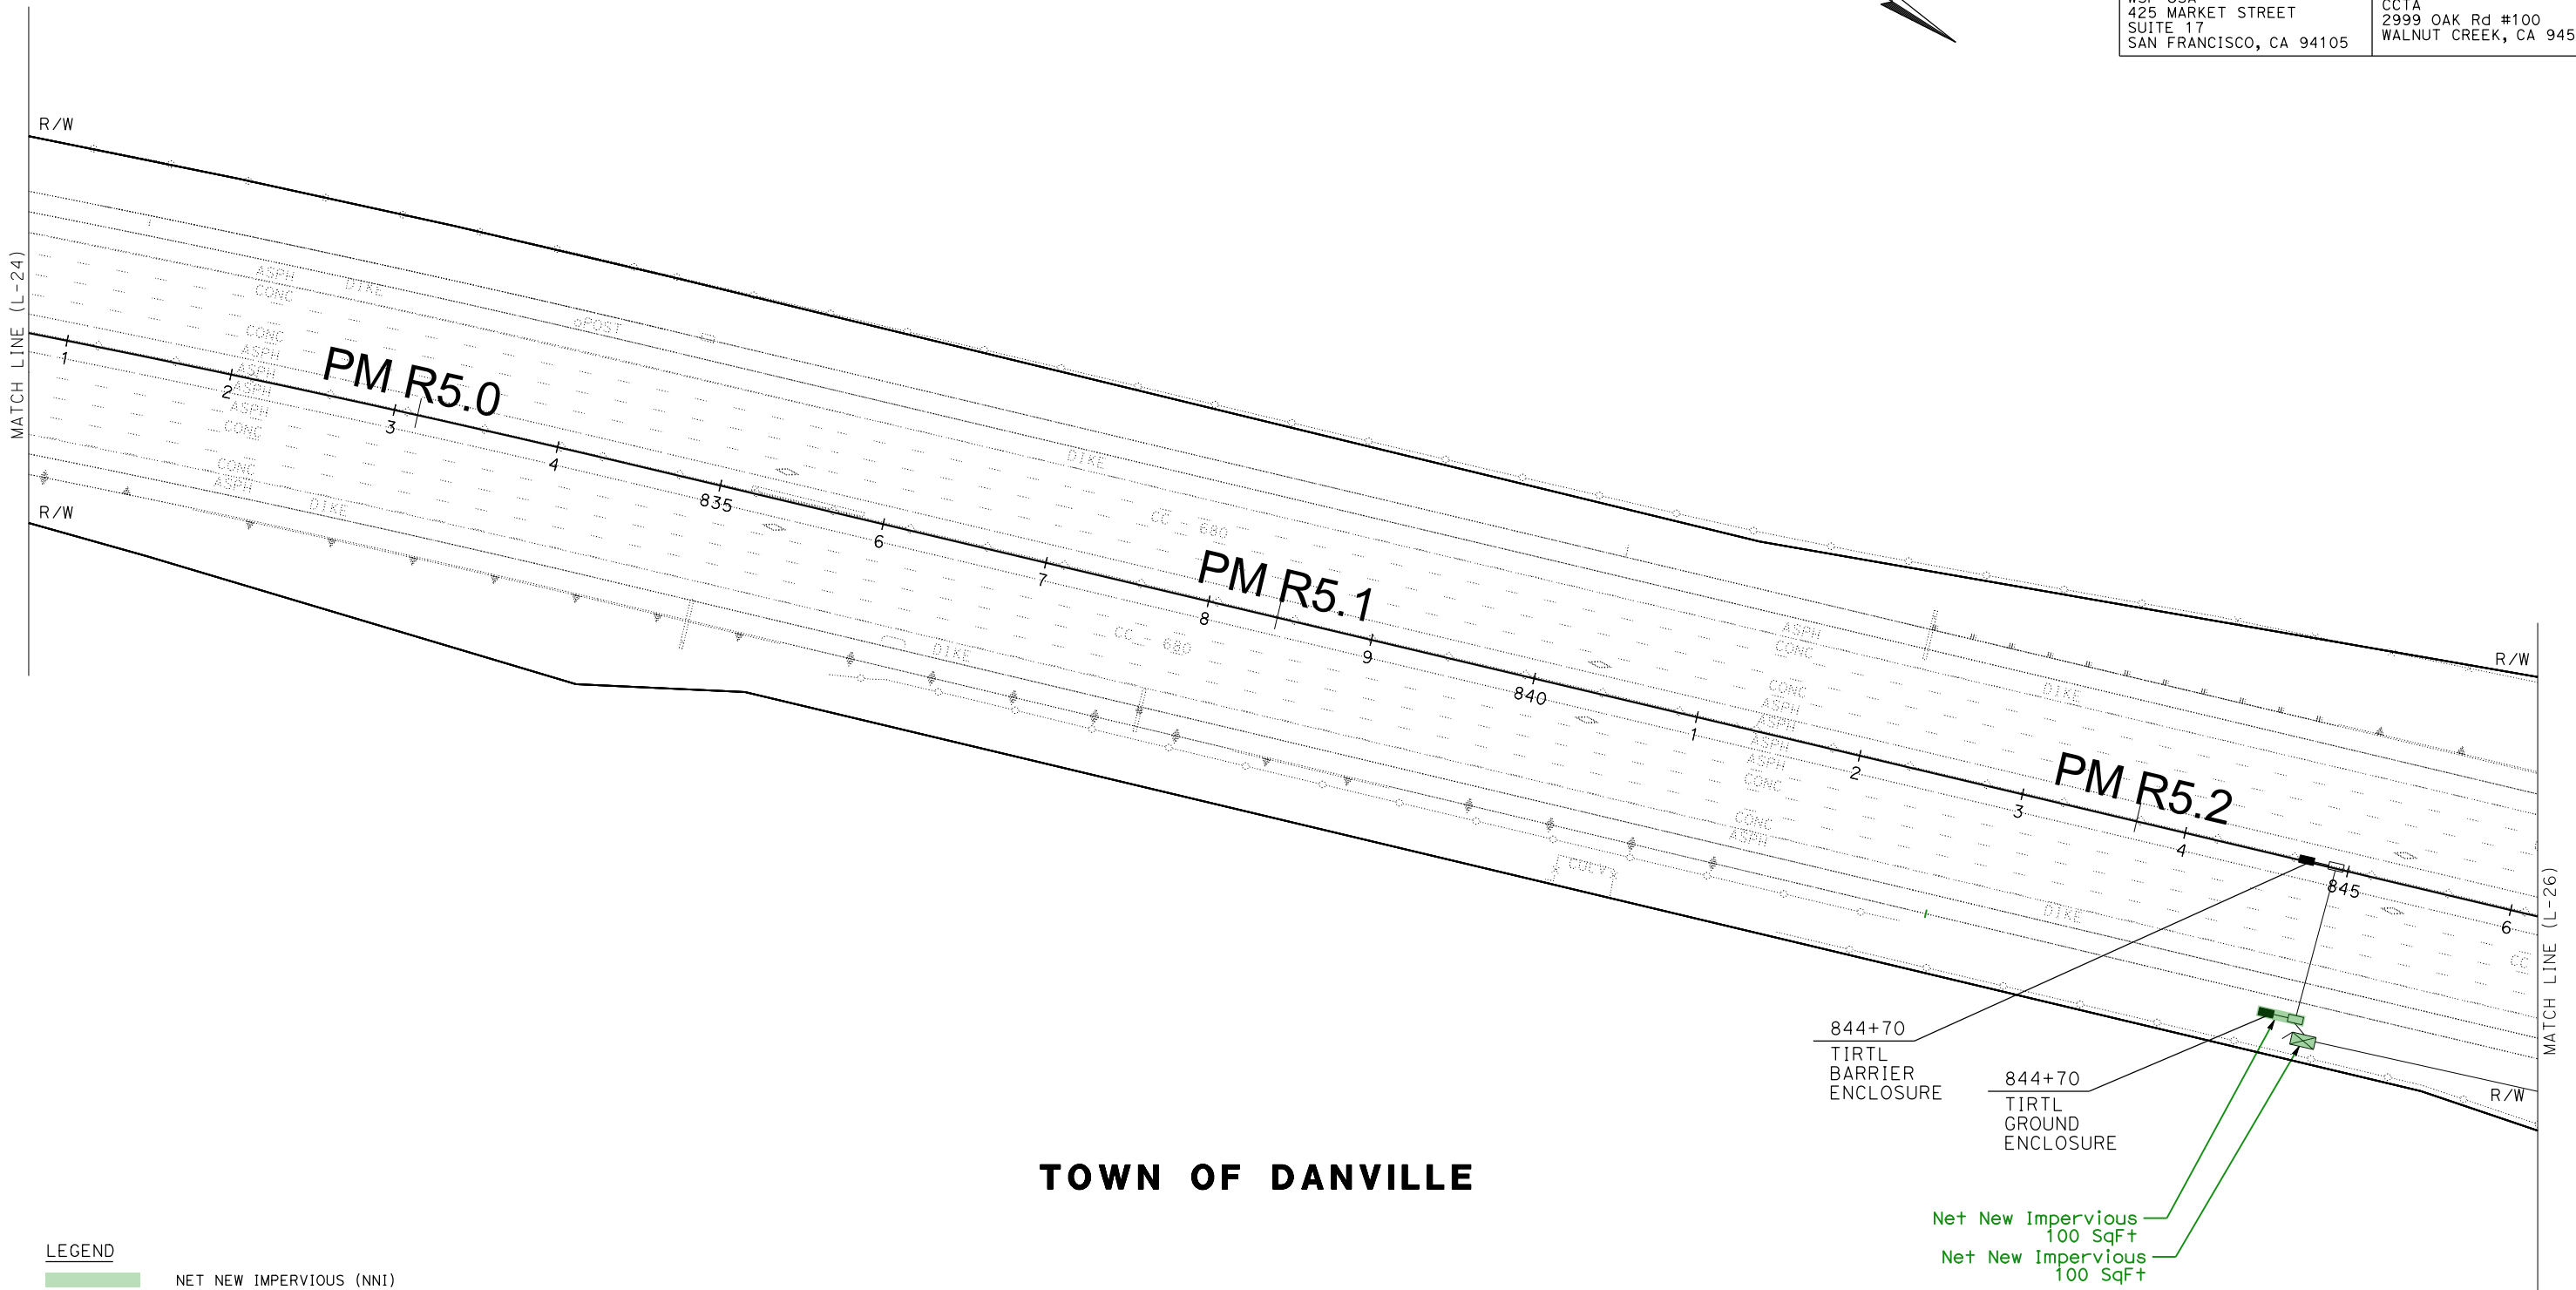 425 MARKET STREET
SUITE 17
SAN FRANCISCO, CA 94105
CCTA
2999 OAK Rd #100
WALNUT CREEK, CA 945
R/W
MATCH LINE (L-24)
ASPH
CONC
DIKE
oPOST
CONC
ASPH
ASPH
ASPH
ASPH
CONC
CONC
ASPH
DIKE
R/W
1
2
PM R5.0
3
4
835
6
7
DIKE
CC - 680
PM R5.1
8
9
CC - 680
DIKE
840
1
ASPH
CONC
CONC
ASPH
ASPH
ASPH
ASPH
CONC
CONC
ASPH
CULV
2
3
PM R5.2
4
845
6
DIKE
DIKE
CC
R/W
MATCH LINE (L-26)
R/W
844+70
TIRTL
BARRIER
ENCLOSURE
844+70
TIRTL
GROUND
ENCLOSURE
TOWN OF DANVILLE
Net New Impervious
100 SqFt
Net New Impervious
100 SqFt
LEGEND
NET NEW IMPERVIOUS (NNI)